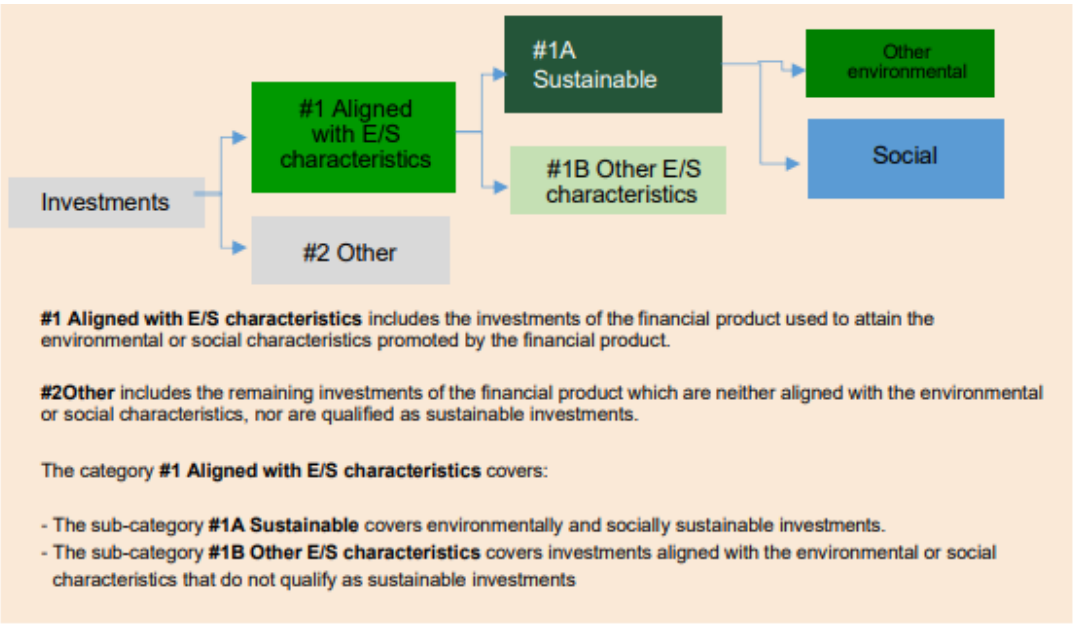 #1A
Sustainable
Other
environmental
#1 Aligned
with E/S
characteristics
Social
#1B Other E/S
characteristics
Investments
#2 Other
#1 Aligned with E/S characteristics includes the investments of the financial product used to attain the
environmental or social characteristics promoted by the financial product.
#2Other includes the remaining investments of the financial product which are neither aligned with the environmental
or social characteristics, nor are qualified as sustainable investments.
The category #1 Aligned with E/S characteristics covers:
- The sub-category #1A Sustainable covers environmentally and socially sustainable investments.
- The sub-category #1B Other E/S characteristics covers investments aligned with the environmental or social
characteristics that do not qualify as sustainable investments